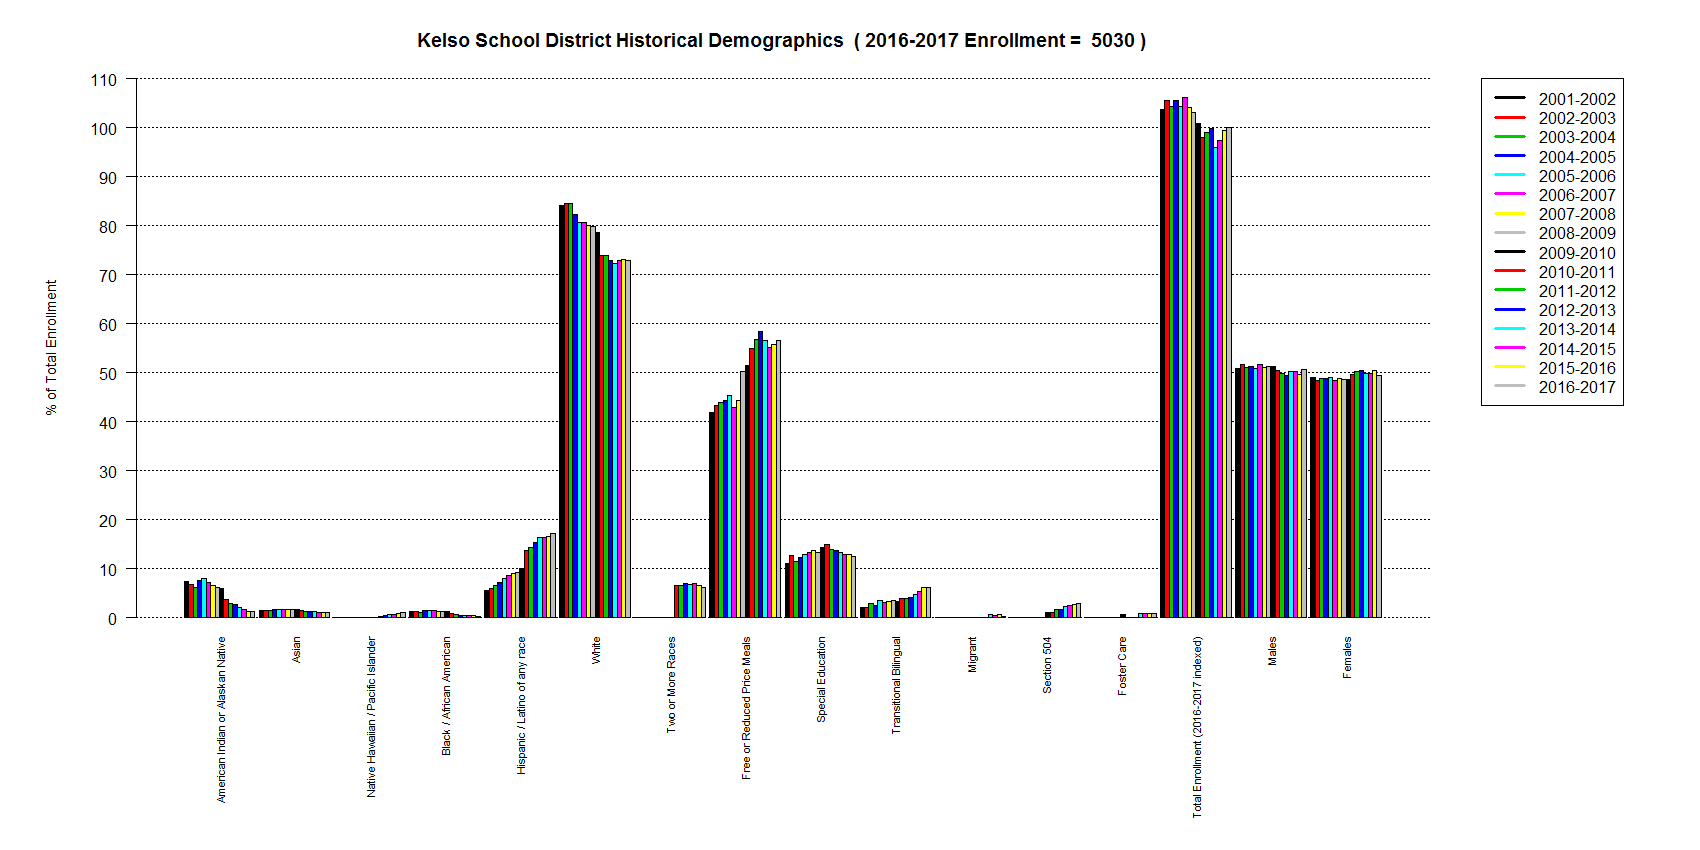 Kelso School District Historical Demographics ( 2016-2017 Enrollment = 5030 )
% of Total Enrollment
110
100
90
80
70
60
50
40
30
20
10
0
American Indian or Alaskan Native
Asian
Native Hawaiian / Pacific Islander
Black / African American
Hispanic / Latino of any race
White
Two or More Races
Free or Reduced Price Meals
Special Education
Transitional Bilingual
Migrant
Section 504
Foster Care
Total Enrollment (2016-2017 indexed)
Males
Females
2001-2002
2002-2003
2003-2004
2004-2005
2005-2006
2006-2007
2007-2008
2008-2009
2009-2010
2010-2011
2011-2012
2012-2013
2013-2014
2014-2015
2015-2016
2016-2017